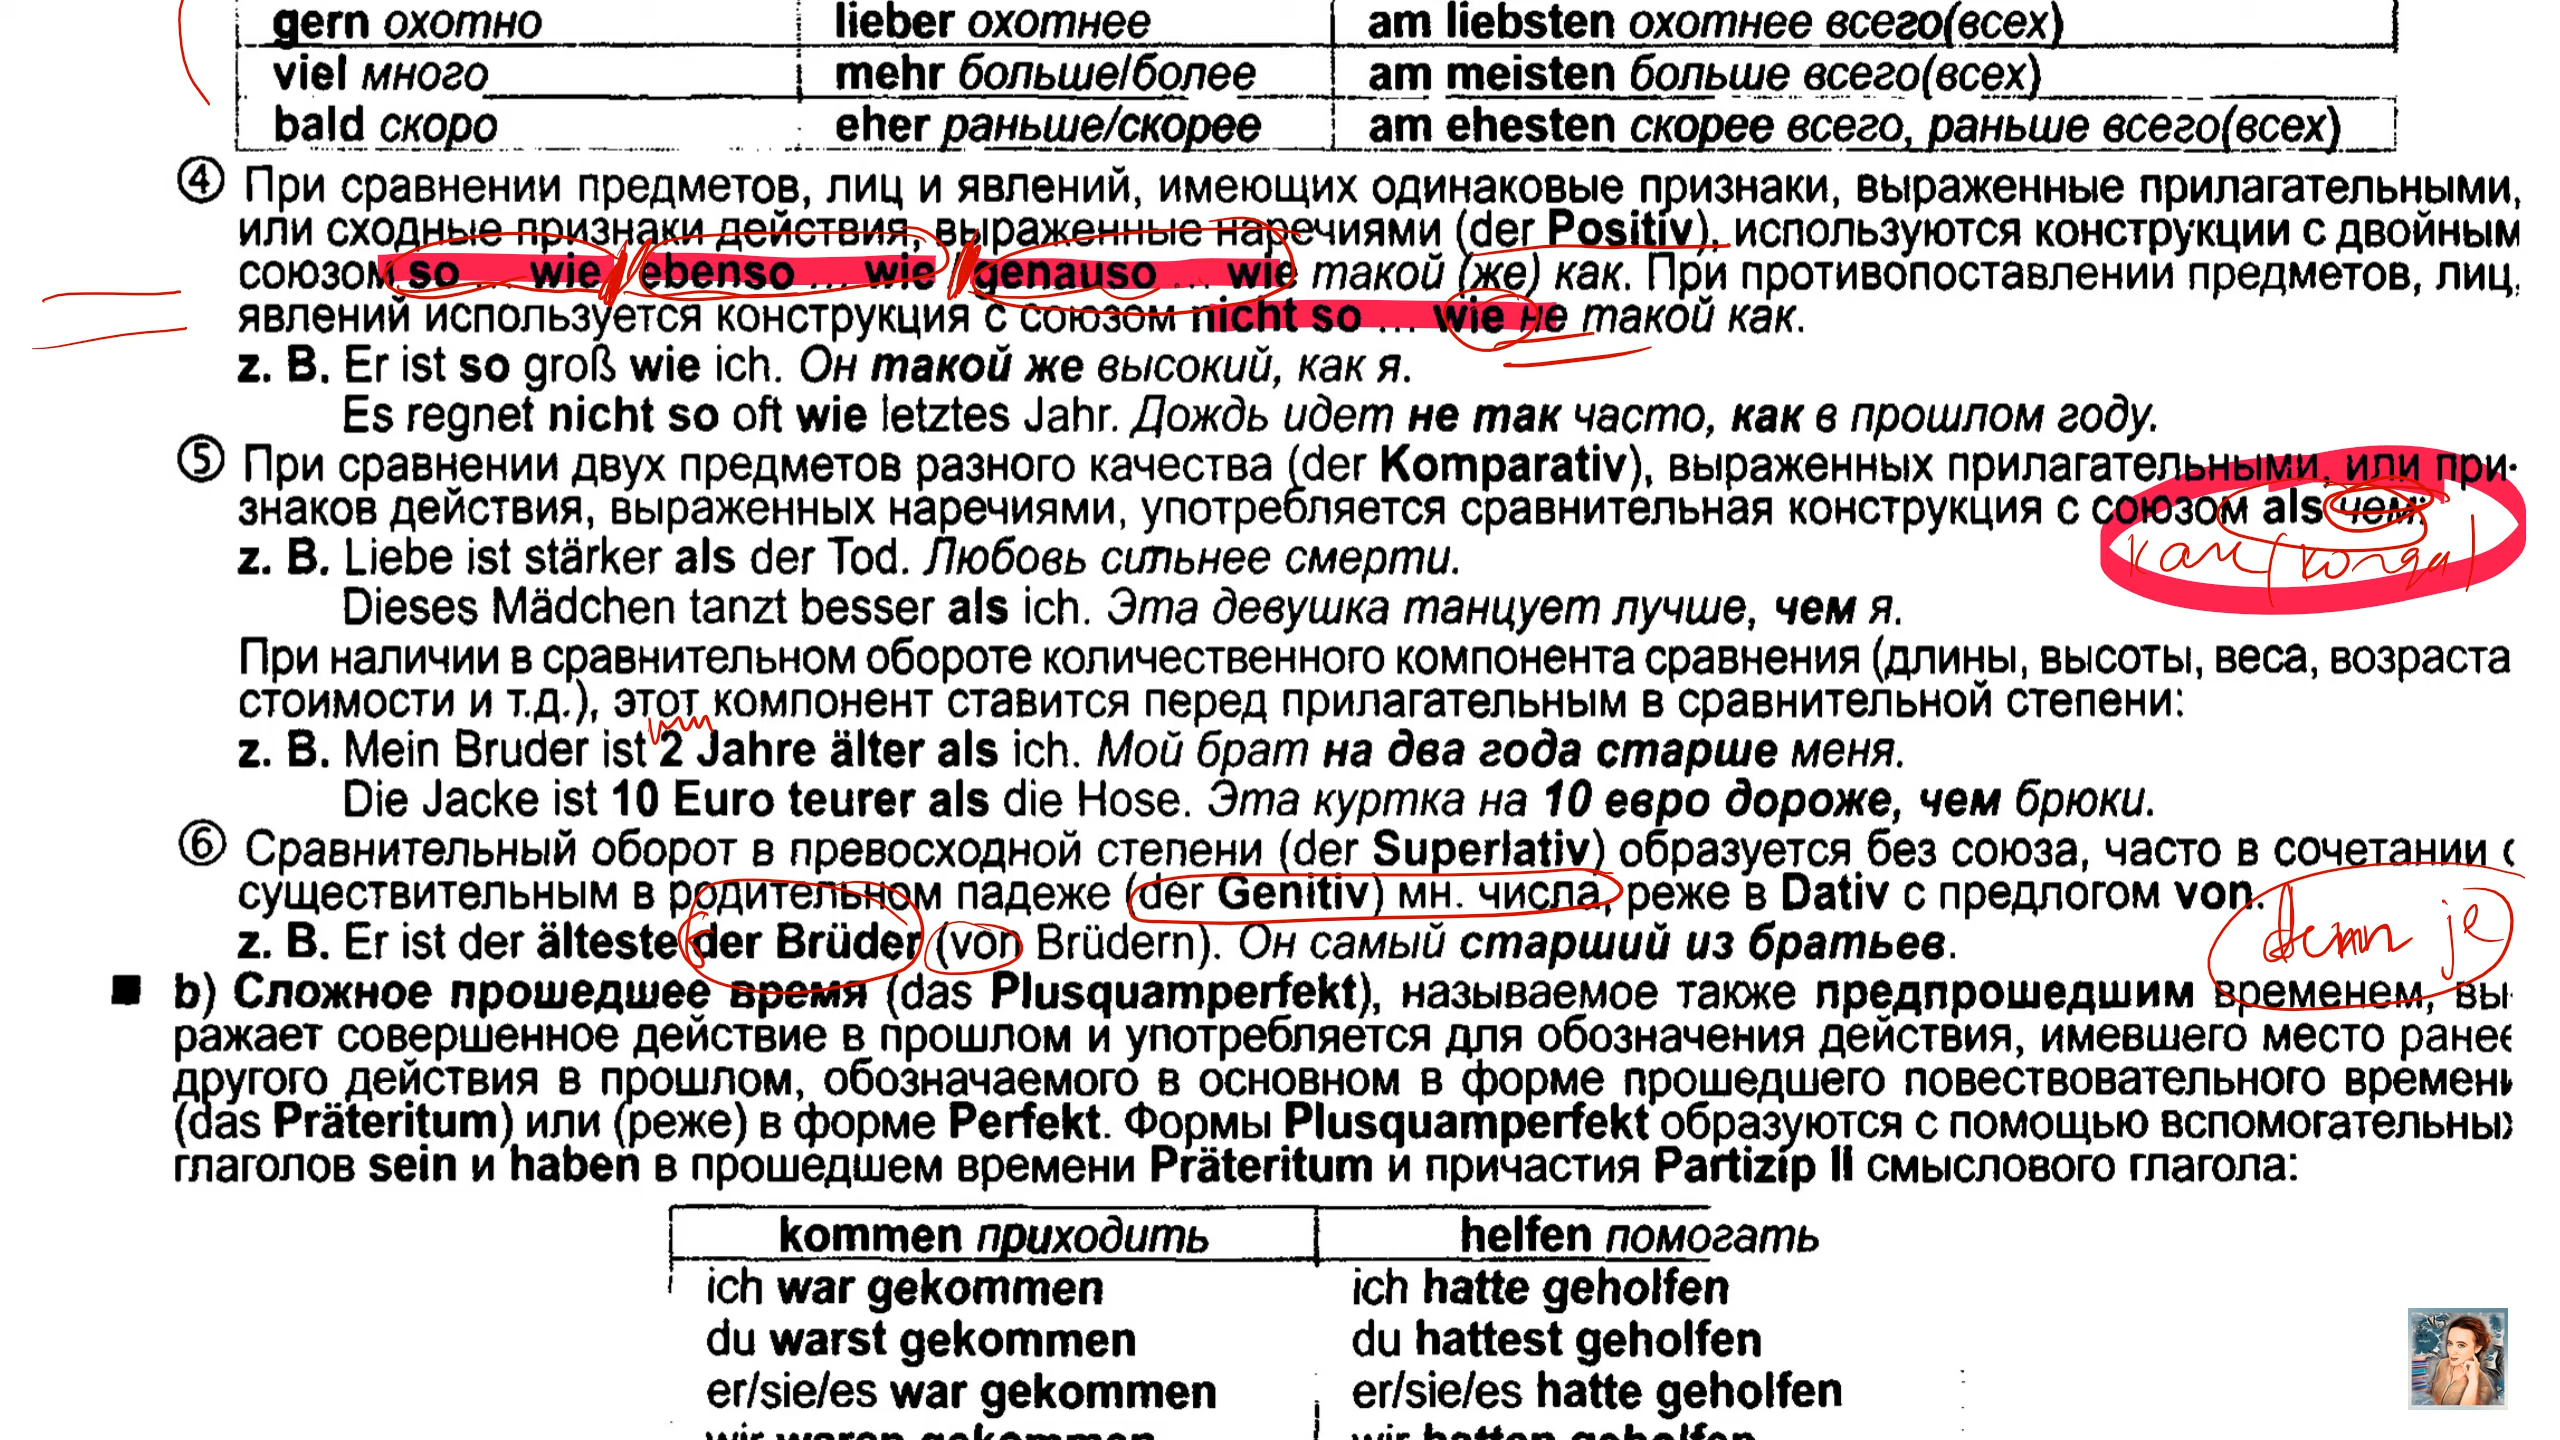 gern охотно lieber охотнее am liebsten охотнее всего(всех)
viel много mehr больше/более am meisten больше всего(всех)
bald скоро eher раньше/скорее am ehesten скорее всего, раньше всего(всех)
④ При сравнении предметов, лиц и явлений, имеющих одинаковые признаки, выраженные прилагательными,
или сходные признаки действия, выраженные наречиями (der Positiv), используются конструкции с двойным
союзом so ... wie / ebenso ... wie / genauso ... wie такой (же) как. При противопоставлении предметов, лиц,
явлений используется конструкция с союзом nicht so ... wie не такой как.
z. B. Er ist so groß wie ich. Он такой же высокий, как я.
Es regnet nicht so oft wie letztes Jahr. Дождь идет не так часто, как в прошлом году.
⑤ При сравнении двух предметов разного качества (der Komparativ), выраженных прилагательными, или при-
знаков действия, выраженных наречиями, употребляется сравнительная конструкция с союзом als чем:
как (когда)
z. B. Liebe ist stärker als der Tod. Любовь сильнее смерти.
Dieses Mädchen tanzt besser als ich. Эта девушка танцует лучше, чем я.
При наличии в сравнительном обороте количественного компонента сравнения (длины, высоты, веса, возраста
стоимости и т.д.), этот компонент ставится перед прилагательным в сравнительной степени:
um
z. B. Mein Bruder ist 2 Jahre älter als ich. Мой брат на два года старше меня.
Die Jacke ist 10 Euro teurer als die Hose. Эта куртка на 10 евро дороже, чем брюки.
⑥ Сравнительный оборот в превосходной степени (der Superlativ) образуется без союза, часто в сочетании с
существительным в родительном падеже (der Genitiv) мн. числа, реже в Dativ с предлогом von.
z. B. Er ist der älteste der Brüder (von Brüdern). Он самый старший из братьев.
denn je
b) Сложное прошедшее время (das Plusquamperfekt), называемое также предпрошедшим временем, вы-
ражает совершенное действие в прошлом и употребляется для обозначения действия, имевшего место ранее
другого действия в прошлом, обозначаемого в основном в форме прошедшего повествовательного времени
(das Präteritum) или (реже) в форме Perfekt. Формы Plusquamperfekt образуются с помощью вспомогательных
глаголов sein и haben в прошедшем времени Präteritum и причастия Partizip II смыслового глагола:
kommen приходить helfen помогать
ich war gekommen ich hatte geholfen
du warst gekommen du hattest geholfen
er/sie/es war gekommen er/sie/es hatte geholfen
wir waren gekommen wir hatten geholfen